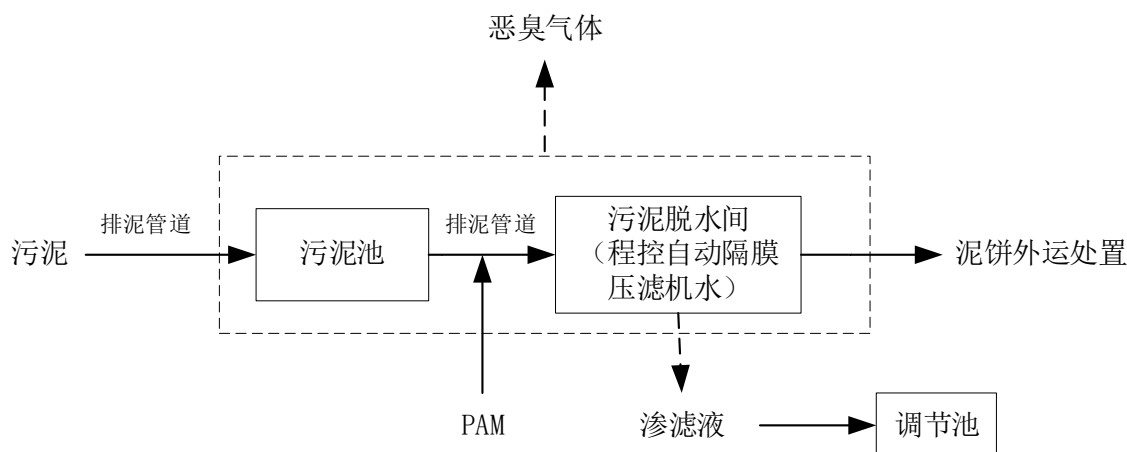 恶臭气体
污泥
排泥管道
污泥池
排泥管道
污泥脱水间
（程控自动隔膜
压滤机水）
泥饼外运处置
PAM
渗滤液
调节池